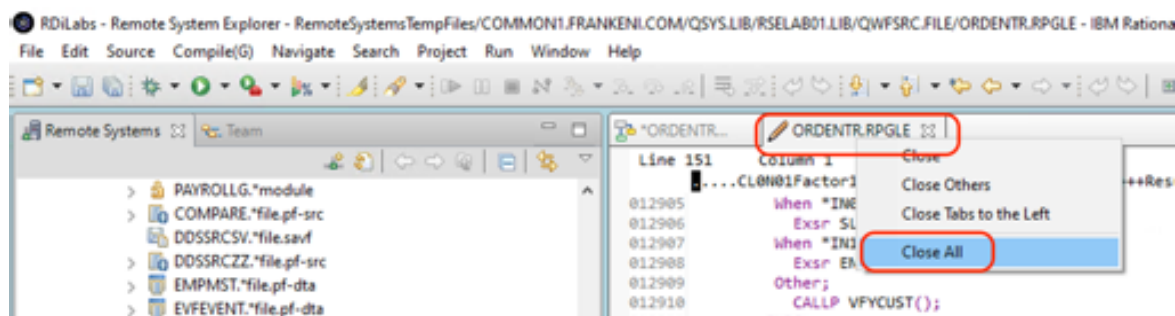 RDiLabs - Remote System Explorer - RemoteSystemsTempFiles/COMMON1.FRANKENI.COM/QSYS.LIB/RSELAB01.LIB/QWFSRC.FILE/ORDENTR.RPGLE - IBM Rationa
File Edit Source Compile(G) Navigate Search Project Run Window Help
Remote Systems Team
*ORDENTR... ORDENTR.RPGLE
Line 151 Column 1
Close
....CL0N01Factor1 ++Res
PAYROLLG.*module
Close Others
012905 When *IN0
COMPARE.*file.pf-src
012906 Exsr SL
Close Tabs to the Left
DDSSRCSV.*file.savf
012907 When *IN1
Close All
DDSSRCZZ.*file.pf-src
012908 Exsr EN
EMPMST.*file.pf-dta
012909 Other;
EVFEVENT.*file.pf-dta
012910 CALLP VFYCUST();